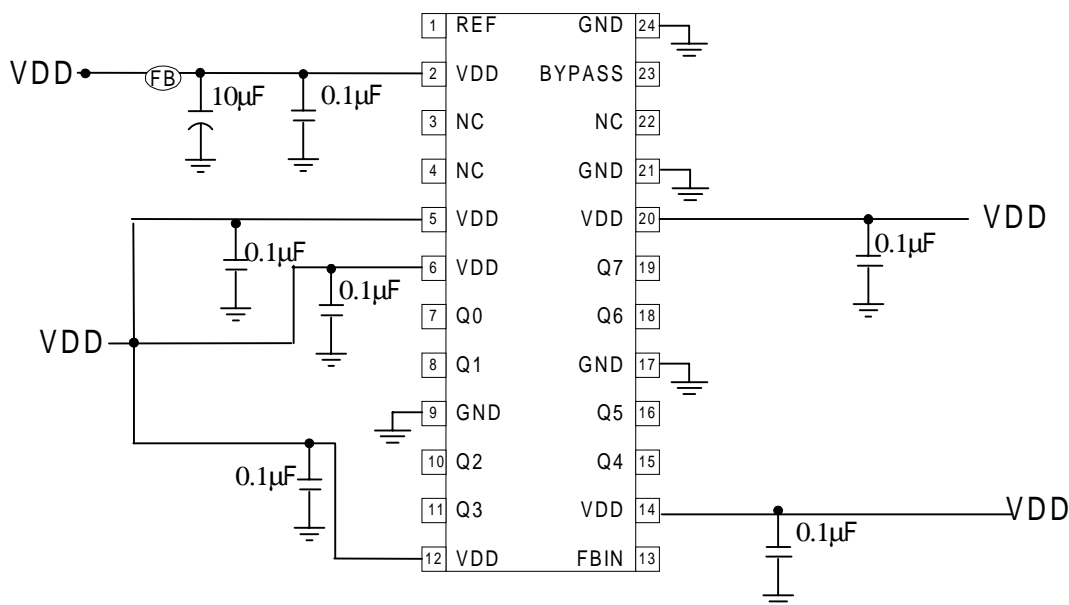 1 REF GND 24
VDD FB 2 VDD BYPASS 23
10µF 0.1µF
3 NC NC 22
4 NC GND 21
5 VDD VDD 20 VDD
0.1µF 0.1µF
6 VDD Q7 19
0.1µF
7 Q0 Q6 18
VDD
8 Q1 GND 17
9 GND Q5 16
10 Q2 Q4 15
0.1µF
11 Q3 VDD 14 VDD
0.1µF
12 VDD FBIN 13